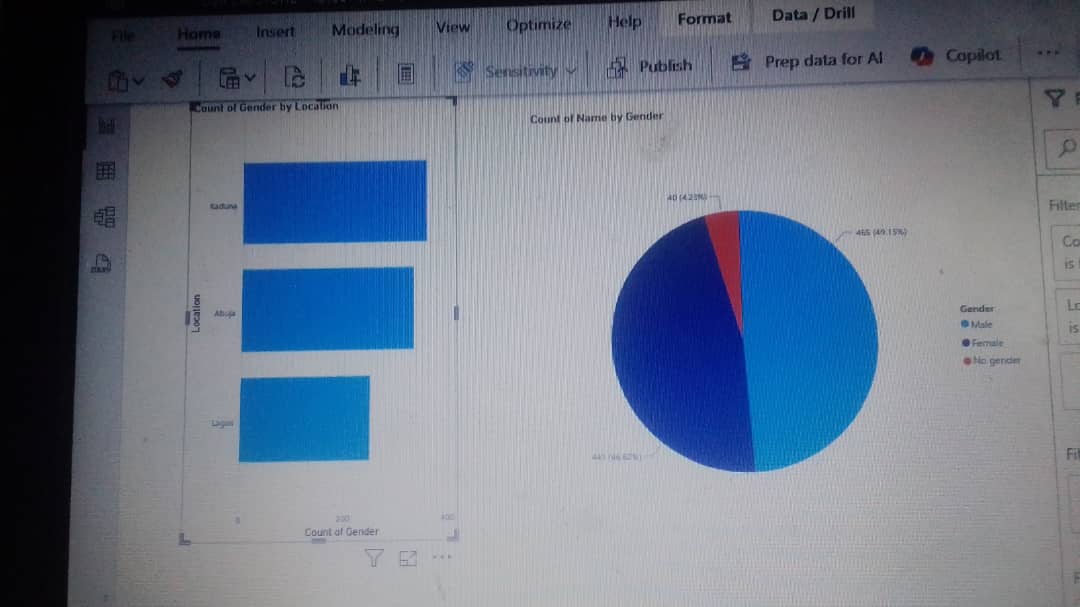 File Home Insert Modeling View Optimize Help Format Data / Drill
Sensitivity Publish Prep data for AI Copilot
Count of Gender by Location
Count of Name by Gender
Kaduna
Abuja
Lagos
Location
0 200 400
Count of Gender
40 (4.23%)
465 (49.15%)
441 (46.62%)
Gender
Male
Female
No gender
Filter
Co
is
Lo
is
Fil